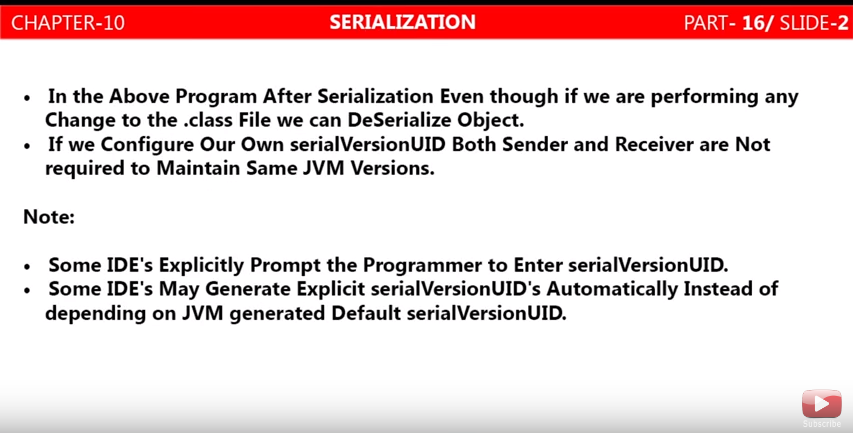 CHAPTER-10 SERIALIZATION PART- 16/ SLIDE-2
• In the Above Program After Serialization Even though if we are performing any
Change to the .class File we can DeSerialize Object.
• If we Configure Our Own serialVersionUID Both Sender and Receiver are Not
required to Maintain Same JVM Versions.
Note:
• Some IDE's Explicitly Prompt the Programmer to Enter serialVersionUID.
• Some IDE's May Generate Explicit serialVersionUID's Automatically Instead of
depending on JVM generated Default serialVersionUID.
Subscribe